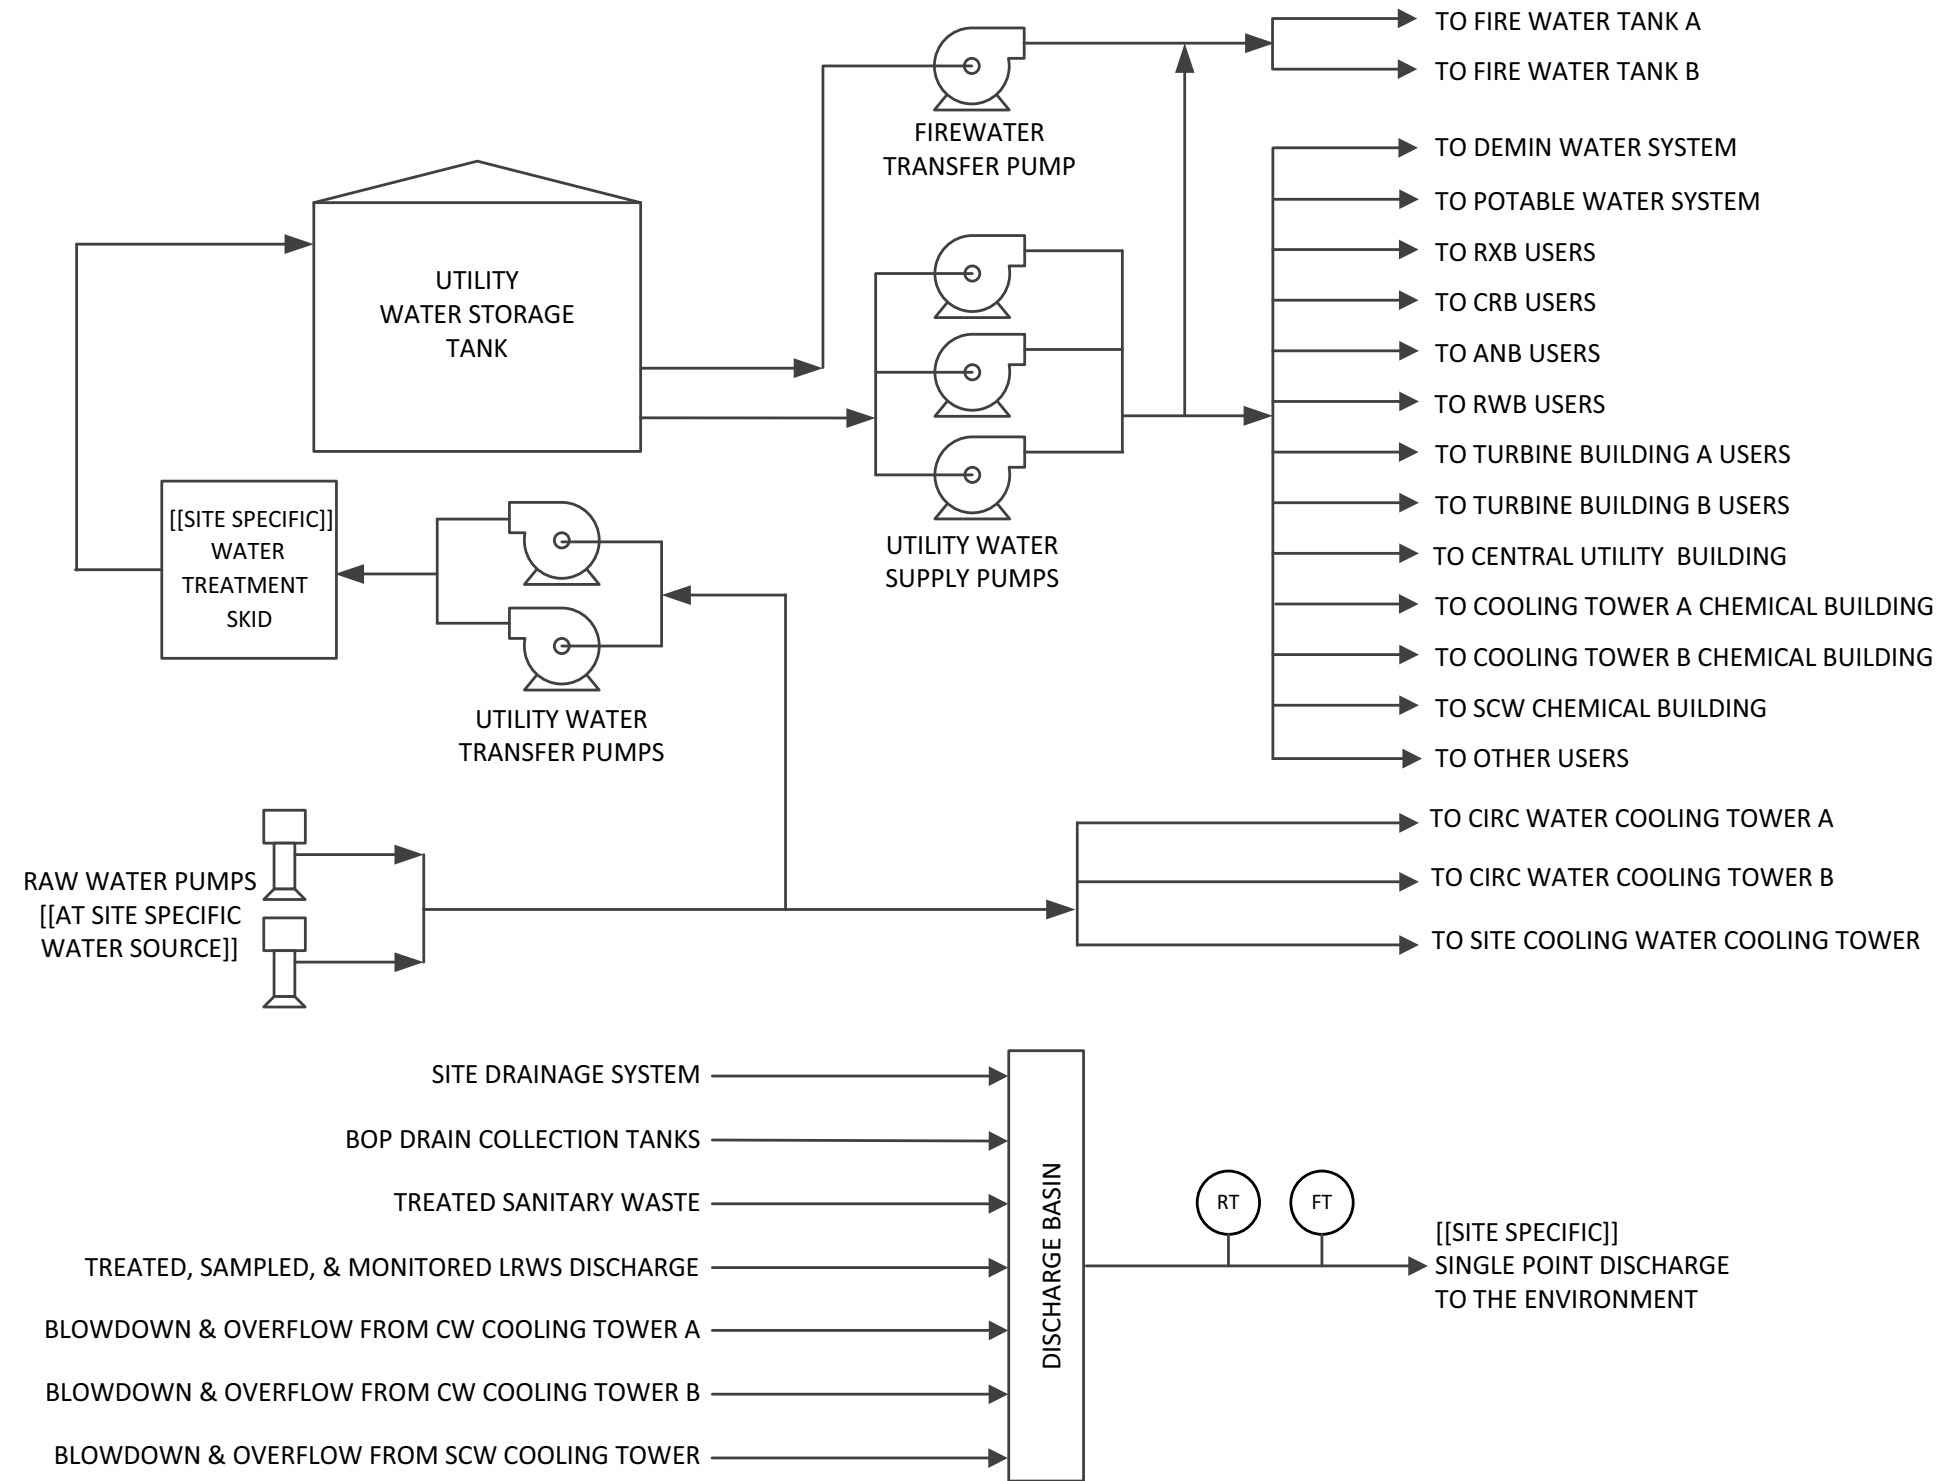 TO FIRE WATER TANK A
TO FIRE WATER TANK B
FIREWATER
TRANSFER PUMP
TO DEMIN WATER SYSTEM
TO POTABLE WATER SYSTEM
TO RXB USERS
TO CRB USERS
TO ANB USERS
TO RWB USERS
TO TURBINE BUILDING A USERS
TO TURBINE BUILDING B USERS
TO CENTRAL UTILITY  BUILDING
TO COOLING TOWER A CHEMICAL BUILDING
TO COOLING TOWER B CHEMICAL BUILDING
TO SCW CHEMICAL BUILDING
TO OTHER USERS
UTILITY
WATER STORAGE
TANK
UTILITY WATER
SUPPLY PUMPS
[[SITE SPECIFIC]]
WATER
TREATMENT
SKID
UTILITY WATER
TRANSFER PUMPS
RAW WATER PUMPS
[[AT SITE SPECIFIC
WATER SOURCE]]
TO CIRC WATER COOLING TOWER A
TO CIRC WATER COOLING TOWER B
TO SITE COOLING WATER COOLING TOWER
SITE DRAINAGE SYSTEM
BOP DRAIN COLLECTION TANKS
TREATED SANITARY WASTE
TREATED, SAMPLED, & MONITORED LRWS DISCHARGE
BLOWDOWN & OVERFLOW FROM CW COOLING TOWER A
BLOWDOWN & OVERFLOW FROM CW COOLING TOWER B
BLOWDOWN & OVERFLOW FROM SCW COOLING TOWER
DISCHARGE BASIN
RT
FT
[[SITE SPECIFIC]]
SINGLE POINT DISCHARGE
TO THE ENVIRONMENT